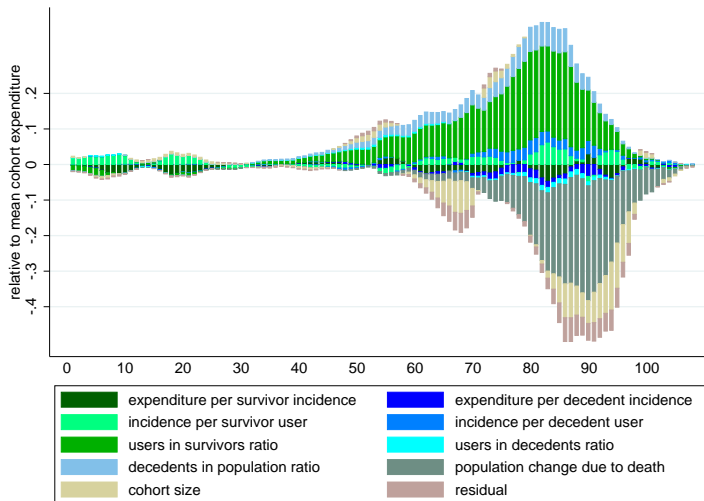 relative to mean cohort expenditure
.2
.1
0
-.1
-.2
-.3
-.4
0 10 20 30 40 50 60 70 80 90 100
expenditure per survivor incidence
expenditure per decedent incidence
incidence per survivor user
incidence per decedent user
users in survivors ratio
users in decedents ratio
decedents in population ratio
population change due to death
cohort size
residual